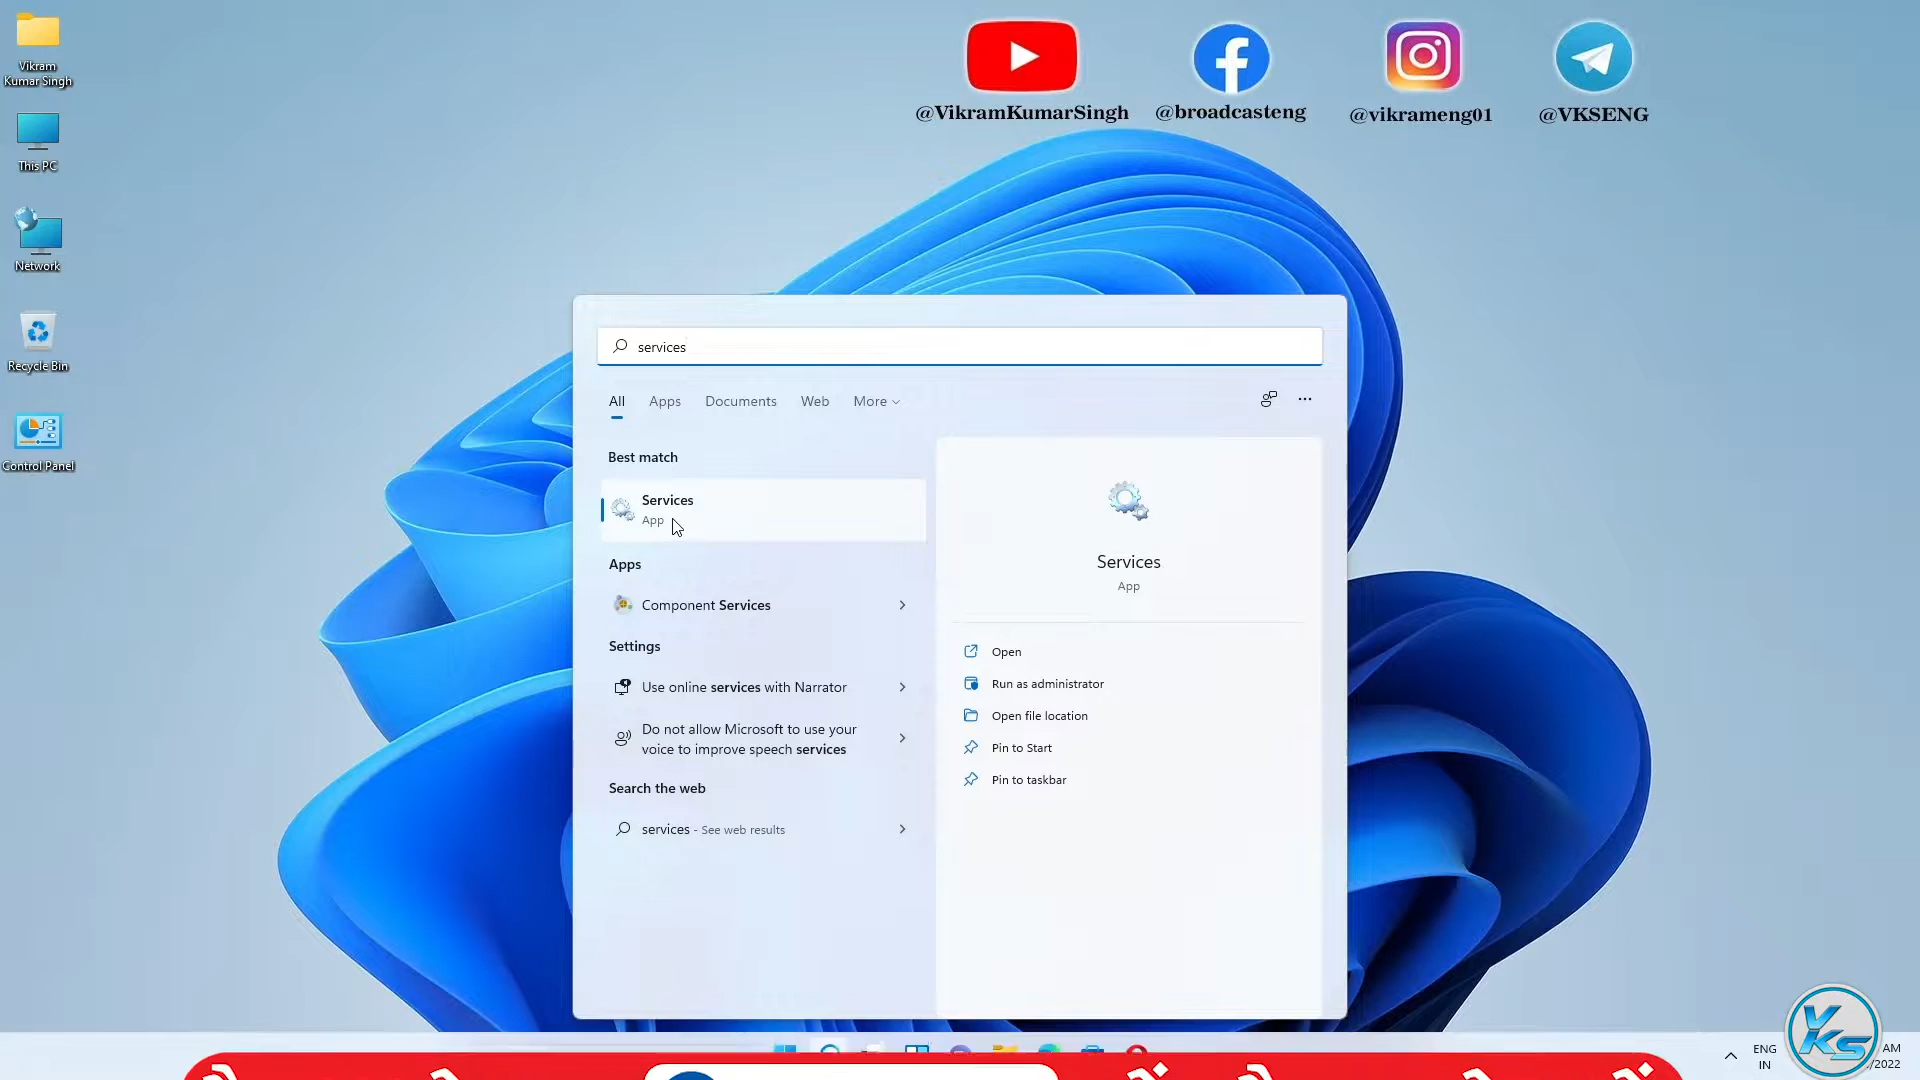 Vikram
Kumar Singh
This PC
Network
Recycle Bin
Control Panel
@VikramKumarSingh
@broadcasteng
@vikrameng01
@VKSENG
services
All
Apps
Documents
Web
More
Best match
Services
App
Apps
Component Services
Settings
Use online services with Narrator
Do not allow Microsoft to use your
voice to improve speech services
Search the web
services - See web results
Services
App
Open
Run as administrator
Open file location
Pin to Start
Pin to taskbar
ENG
IN
VKS
AM
/2022